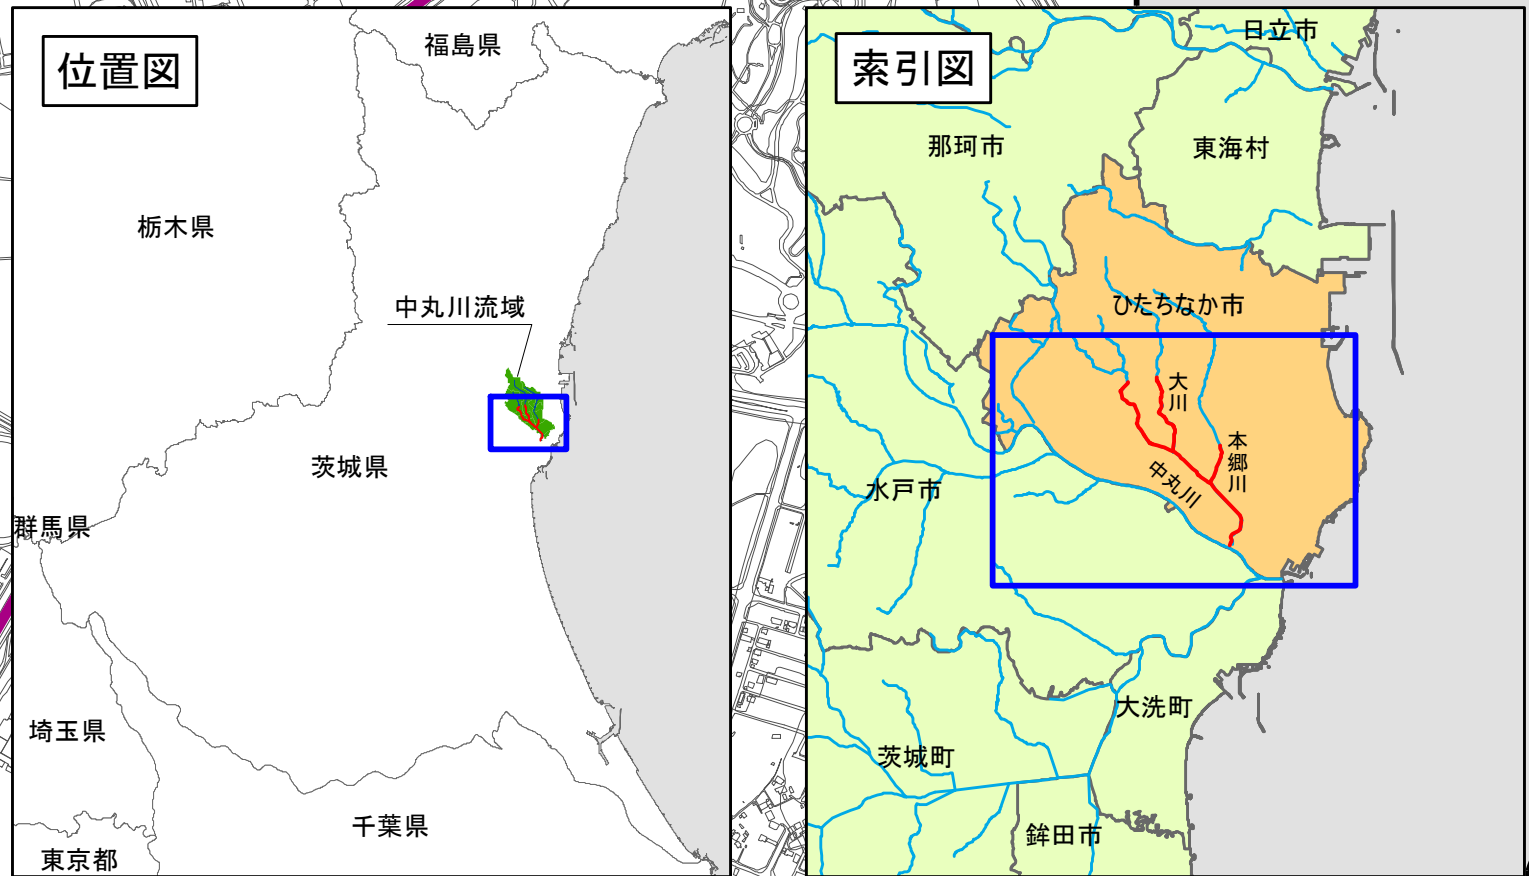 位置図
福島県
栃木県
中丸川流域
茨城県
群馬県
埼玉県
千葉県
東京都
索引図
日立市
那珂市
東海村
ひたちなか市
大川
本郷川
中丸川
水戸市
大洗町
茨城町
鉾田市